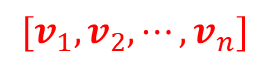 [𝒗₁, 𝒗₂, ⋯, 𝒗ₙ]